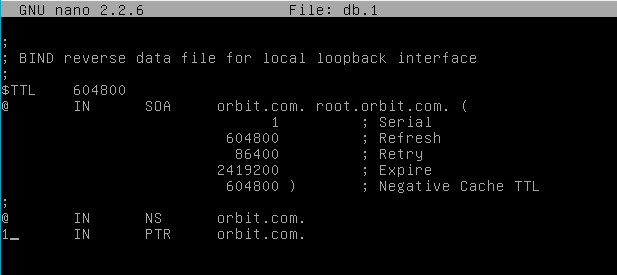 GNU nano 2.2.6 File: db.1
;
; BIND reverse data file for local loopback interface
;
$TTL 604800
@ IN SOA orbit.com. root.orbit.com. (
1 ; Serial
604800 ; Refresh
86400 ; Retry
2419200 ; Expire
604800 ) ; Negative Cache TTL
;
@ IN NS orbit.com.
1 IN PTR orbit.com.